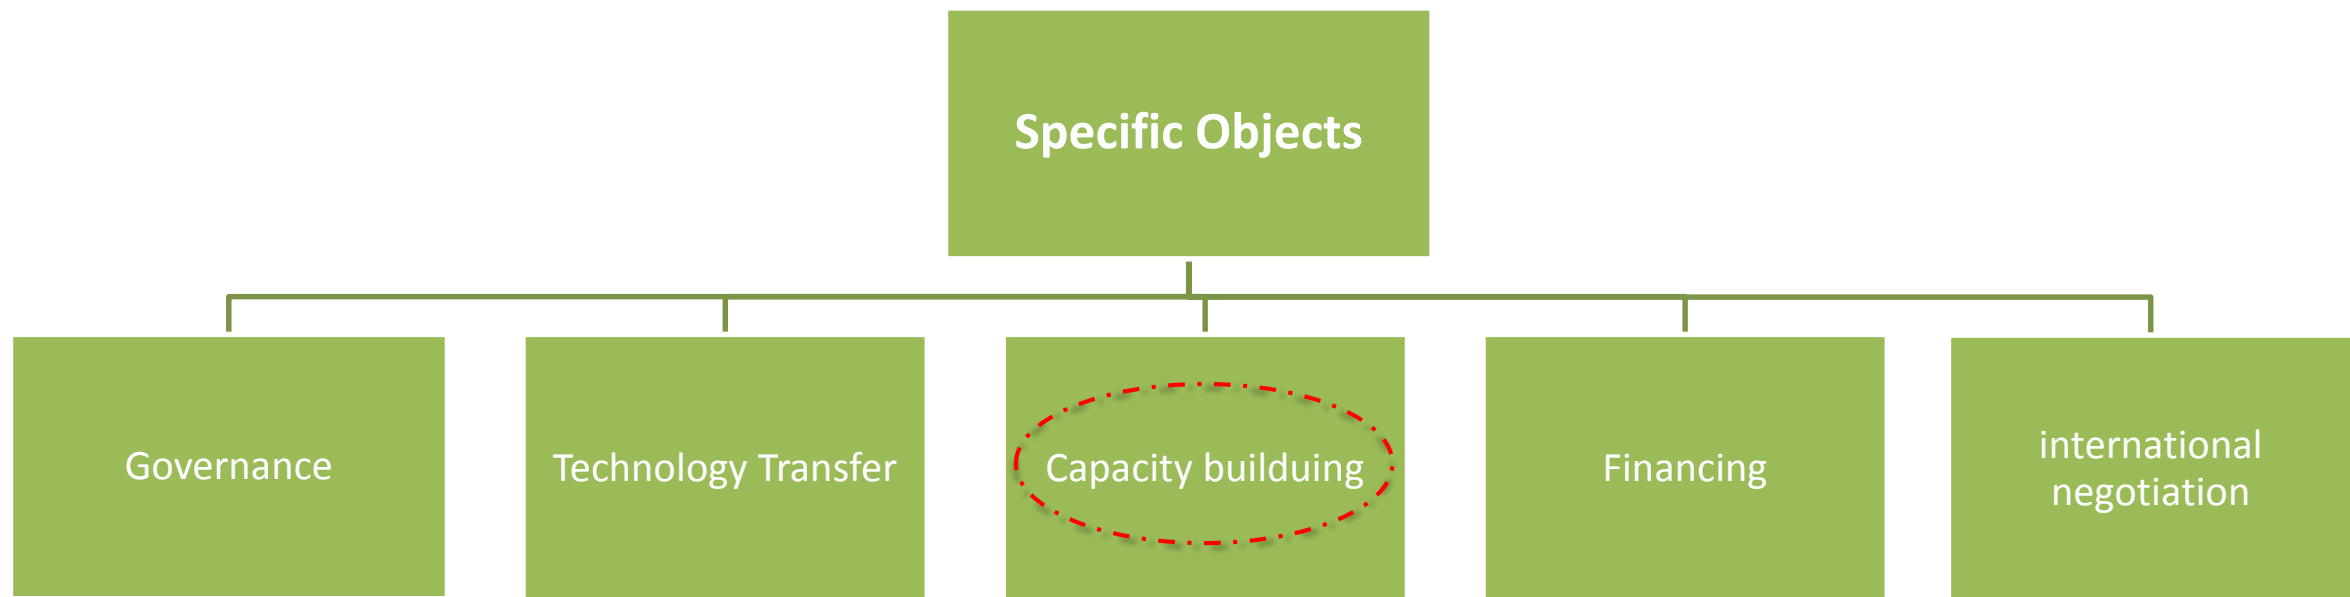 Specific Objects
Governance
Technology Transfer
Capacity builduing
Financing
international
negotiation